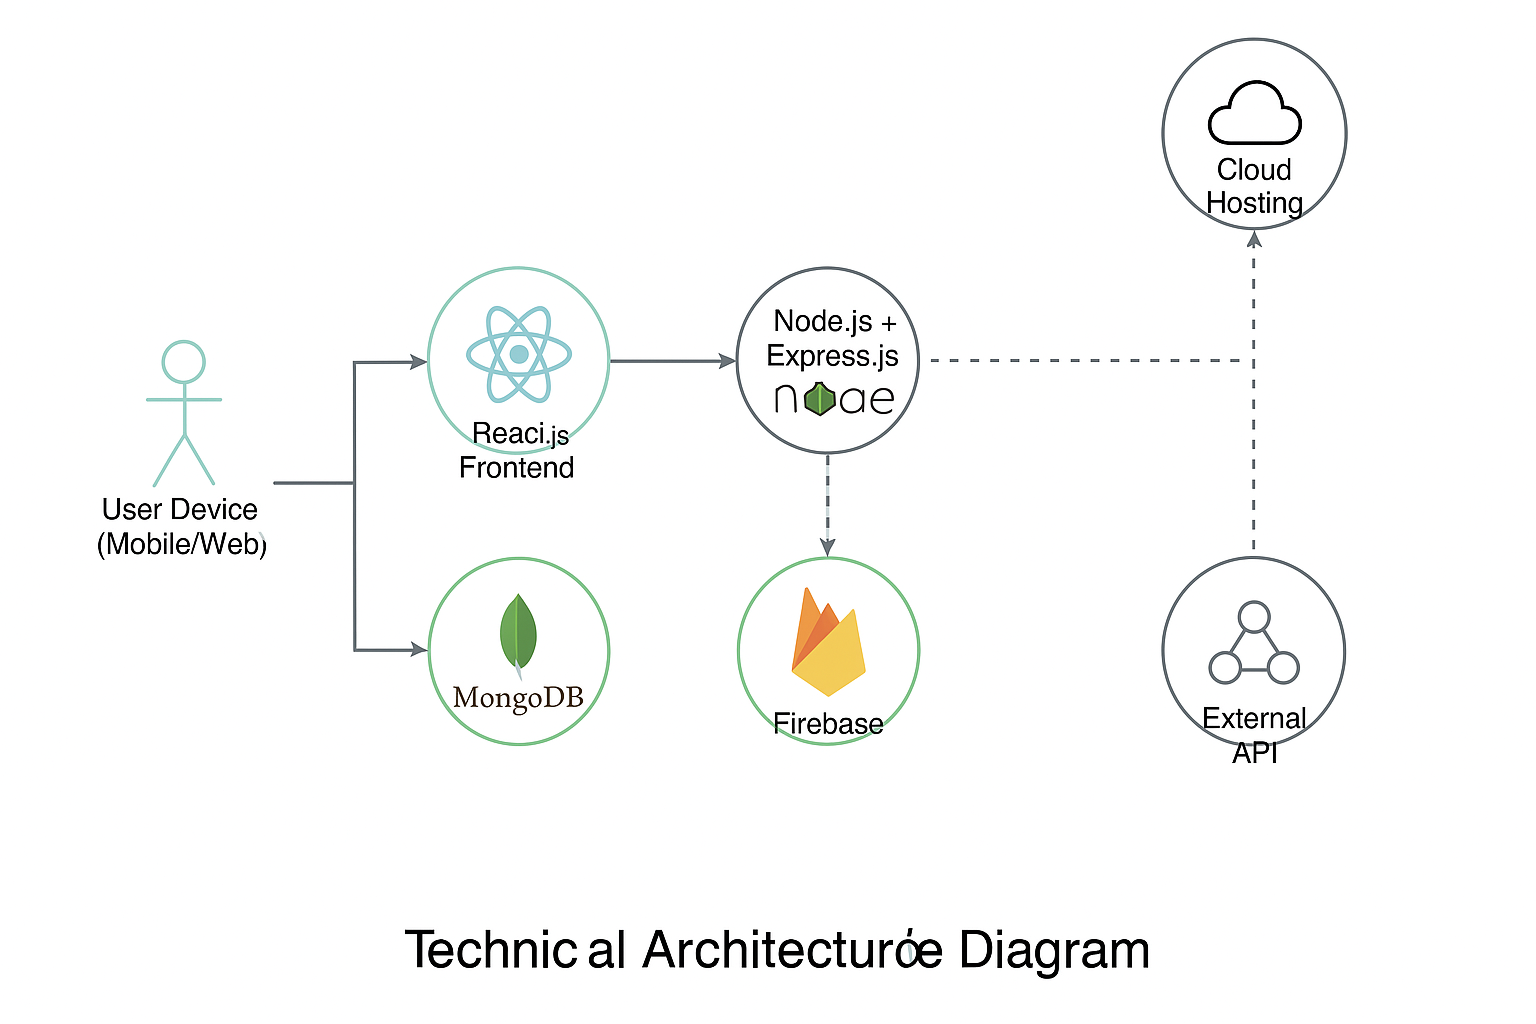 Cloud
Hosting
Node.js +
Express.js
noae
Reaci.js
Frontend
User Device
(Mobile/Web)
MongoDB
Firebase
External
API
Technic al Architecturóe Diagram